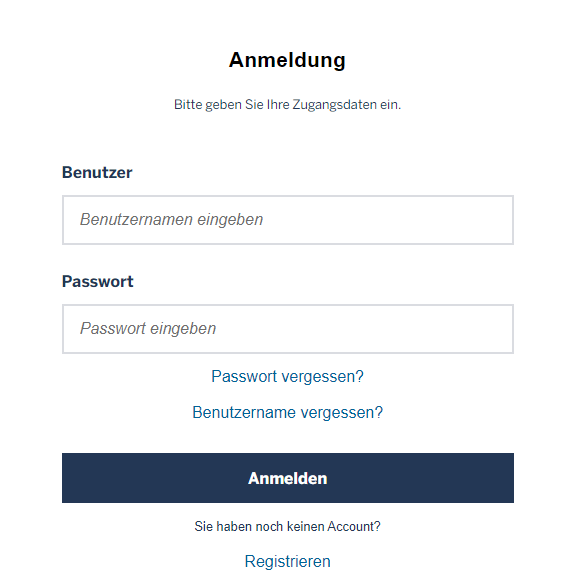 Anmeldung
Bitte geben Sie Ihre Zugangsdaten ein.
Benutzer
Benutzernamen eingeben
Passwort
Passwort eingeben
Passwort vergessen?
Benutzername vergessen?
Anmelden
Sie haben noch keinen Account?
Registrieren